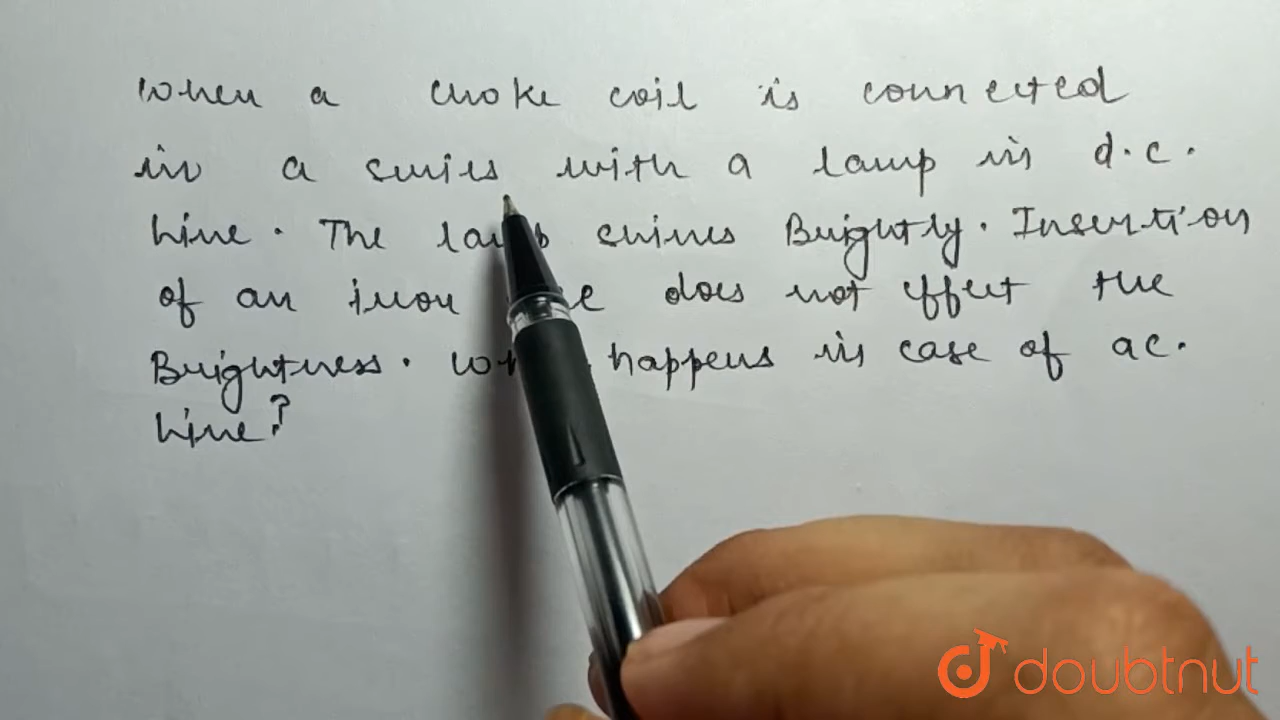 When a choke coil is connected
in a series with a lamp in d.c.
line. The lamp shines Brightly. Insertion
of an iron does not effect the
Brightness. happens in case of ac.
line?
doubtnut